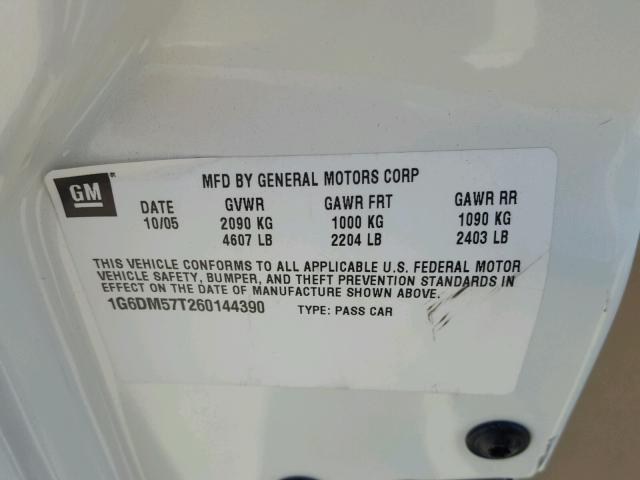 GM
MFD BY GENERAL MOTORS CORP
DATE GVWR GAWR FRT GAWR RR
10/05 2090 KG 1000 KG 1090 KG
4607 LB 2204 LB 2403 LB
THIS VEHICLE CONFORMS TO ALL APPLICABLE U.S. FEDERAL MOTOR
VEHICLE SAFETY, BUMPER, AND THEFT PREVENTION STANDARDS IN
EFFECT ON THE DATE OF MANUFACTURE SHOWN ABOVE.
1G6DM57T260144390 TYPE: PASS CAR